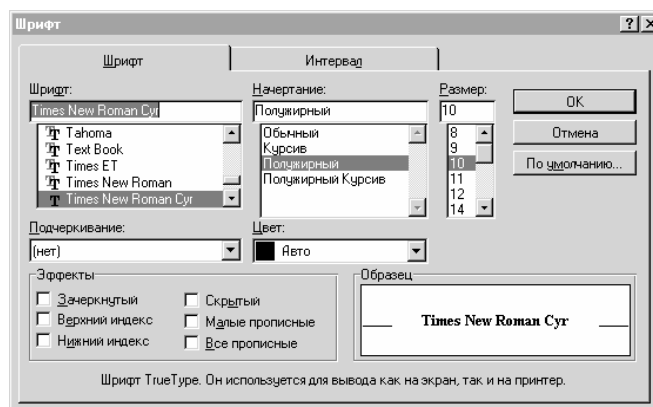 Шрифт
Шрифт
Интервал
Шрифт:
Начертание:
Размер:
Times New Roman Cyr
Полужирный
10
OK
Tahoma
Text Book
Times ET
Times New Roman
Times New Roman Cyr
Обычный
Курсив
Полужирный
Полужирный Курсив
8
9
10
11
12
14
Отмена
По умолчанию...
Подчеркивание:
Цвет:
(нет)
Авто
Эффекты
Образец
Зачеркнутый
Скрытый
Верхний индекс
Малые прописные
Нижний индекс
Все прописные
Times New Roman Cyr
Шрифт TrueType. Он используется для вывода как на экран, так и на принтер.